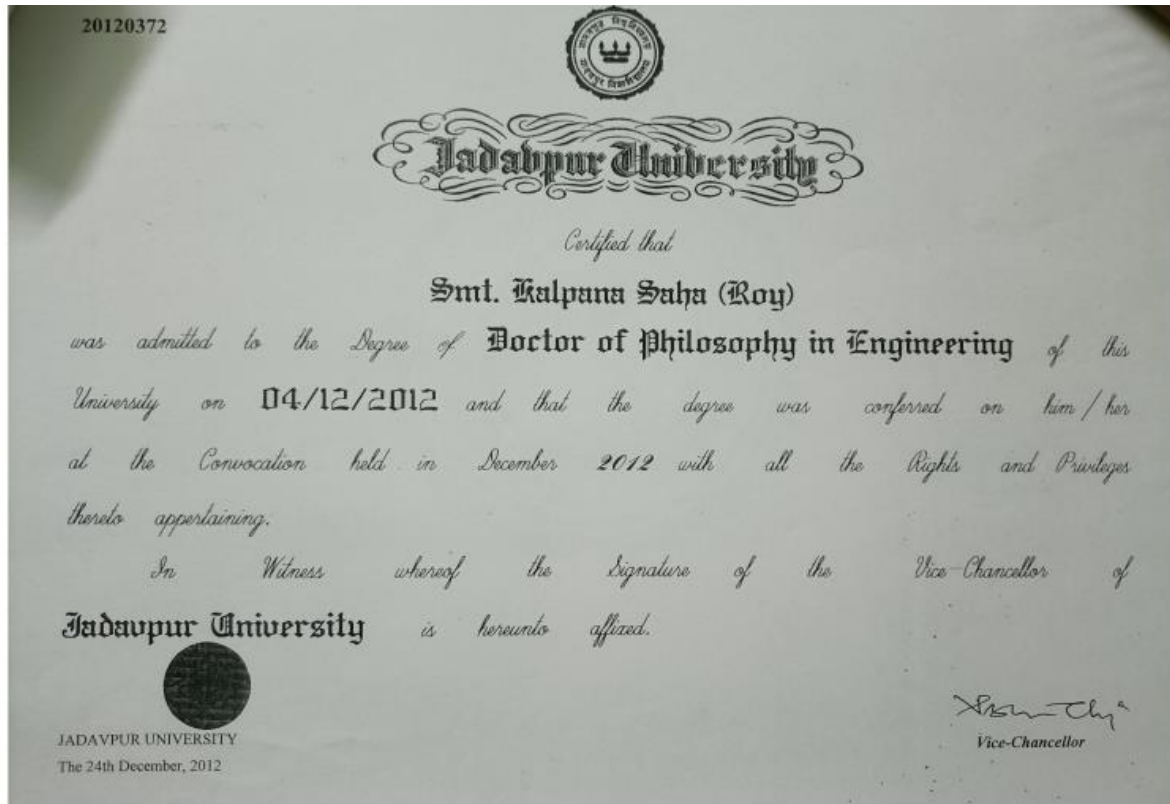 20120372
Jadavpur University
Certified that
Smt. Kalpana Saha (Roy)
was admitted to the Degree of Doctor of Philosophy in Engineering of this
University on 04/12/2012 and that the degree was conferred on him / her
at the Convocation held in December 2012 with all the Rights and Privileges
thereto appertaining.
In Witness whereof the Signature of the Vice-Chancellor of
Jadavpur University is hereunto affixed.
JADAVPUR UNIVERSITY
The 24th December, 2012
Vice-Chancellor